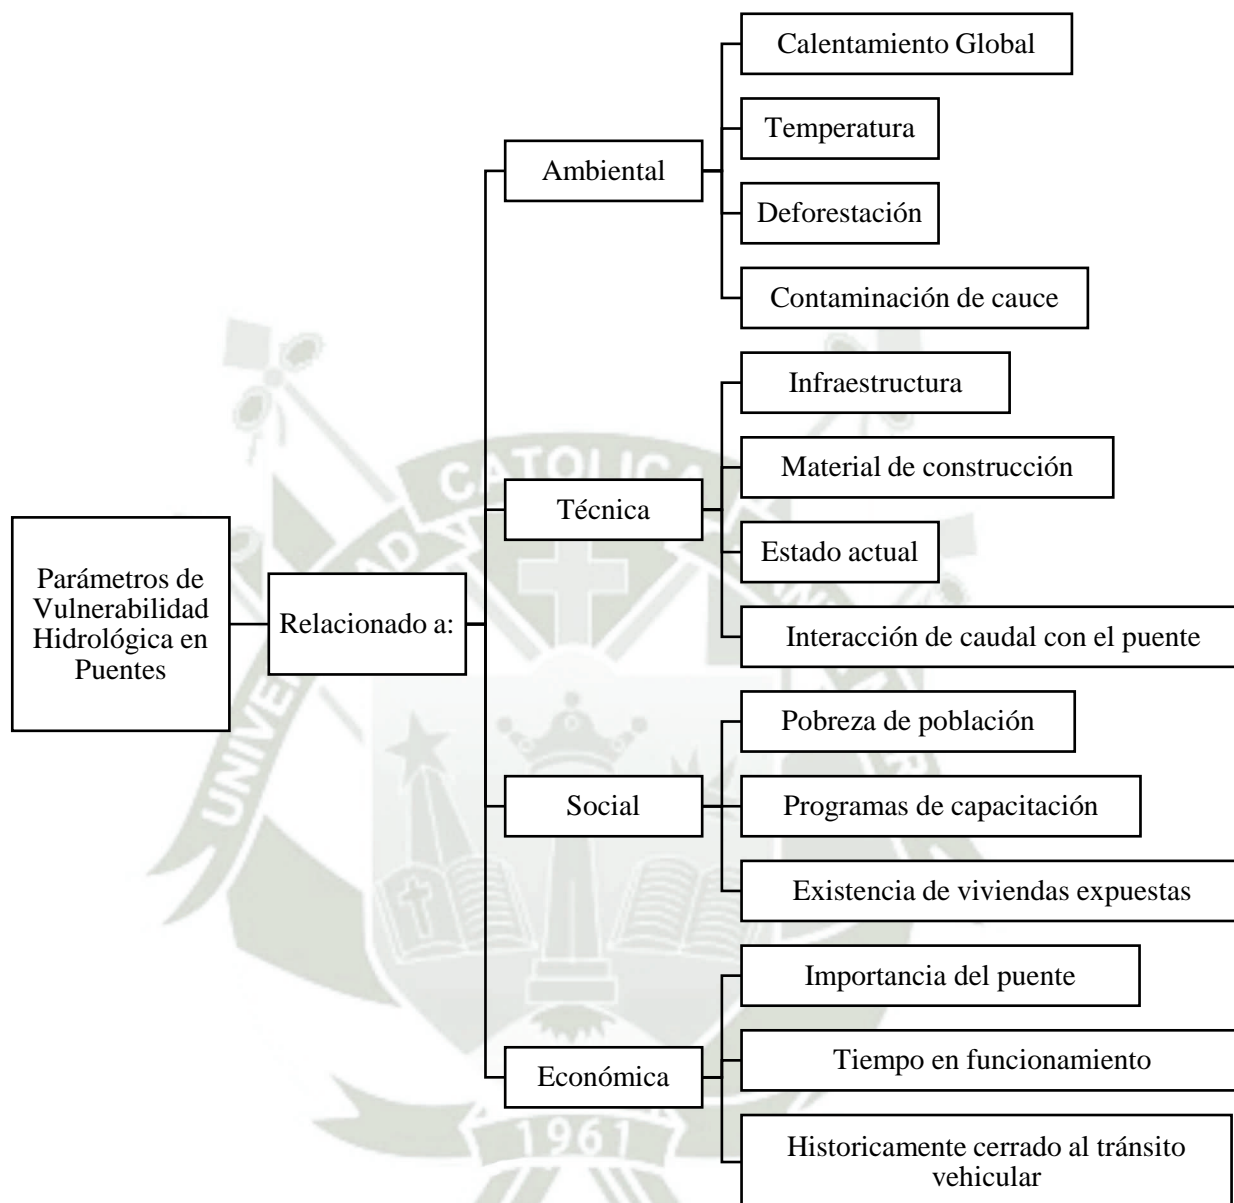 Parámetros de
Vulnerabilidad
Hidrológica en
Puentes
Relacionado a:
Ambiental
Calentamiento Global
Temperatura
Deforestación
Contaminación de cauce
Técnica
Infraestructura
Material de construcción
Estado actual
Interacción de caudal con el puente
Social
Pobreza de población
Programas de capacitación
Existencia de viviendas expuestas
Económica
Importancia del puente
Tiempo en funcionamiento
Historicamente cerrado al tránsito
vehicular
CATOLICA
1961